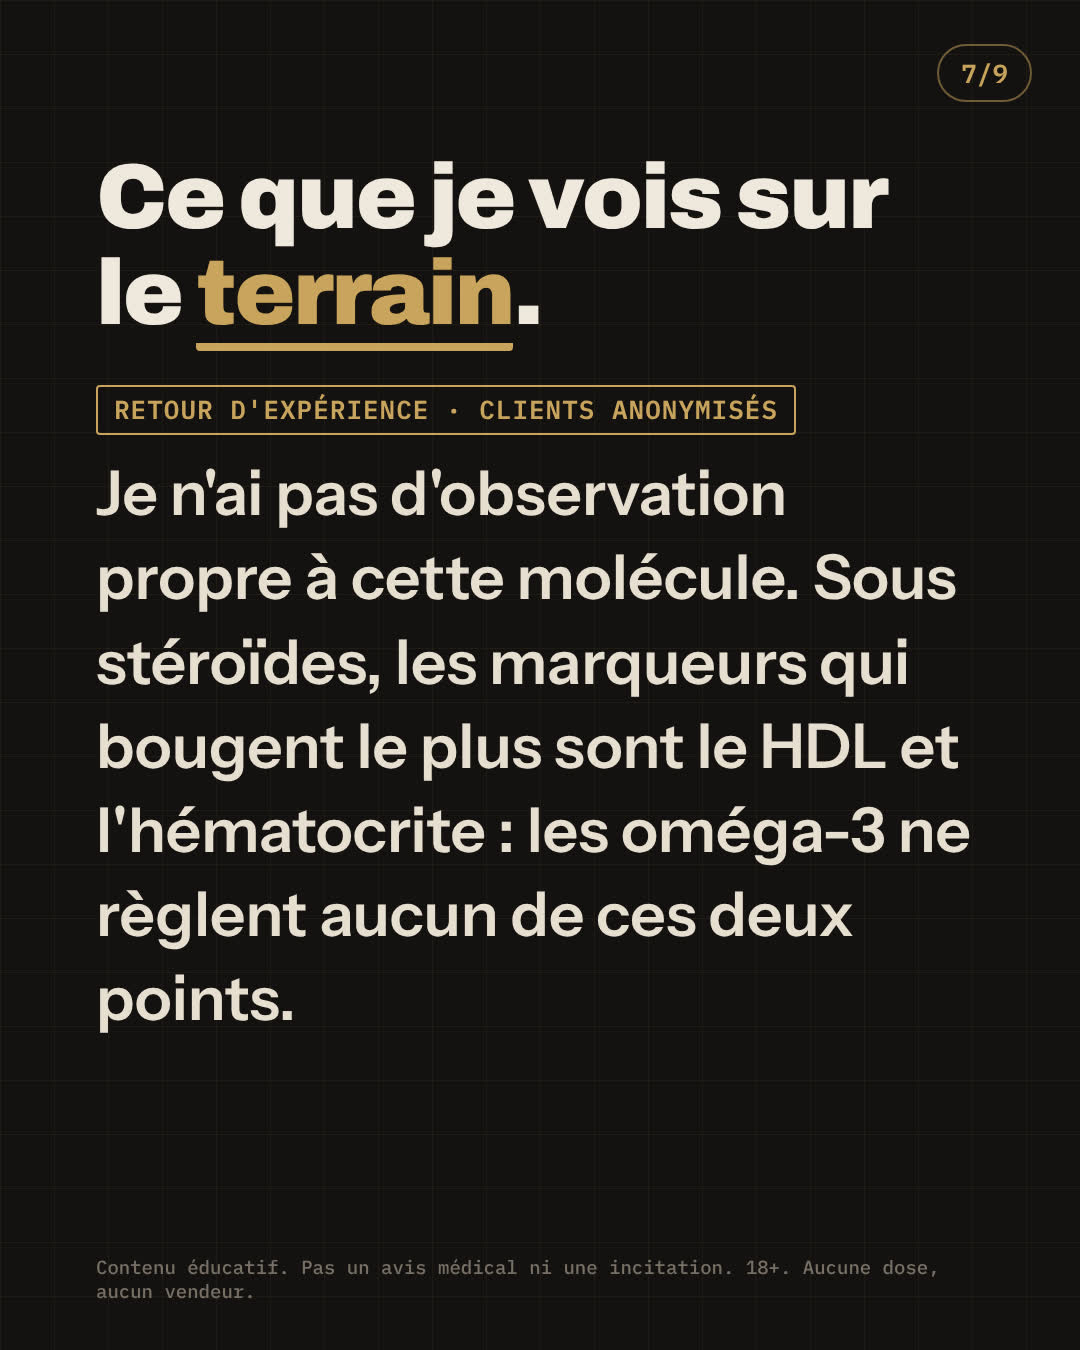 7/9
Ce que je vois sur
le terrain.
RETOUR D'EXPÉRIENCE · CLIENTS ANONYMISÉS
Je n'ai pas d'observation
propre à cette molécule. Sous
stéroïdes, les marqueurs qui
bougent le plus sont le HDL et
l'hématocrite : les oméga-3 ne
règlent aucun de ces deux
points.
Contenu éducatif. Pas un avis médical ni une incitation. 18+. Aucune dose,
aucun vendeur.